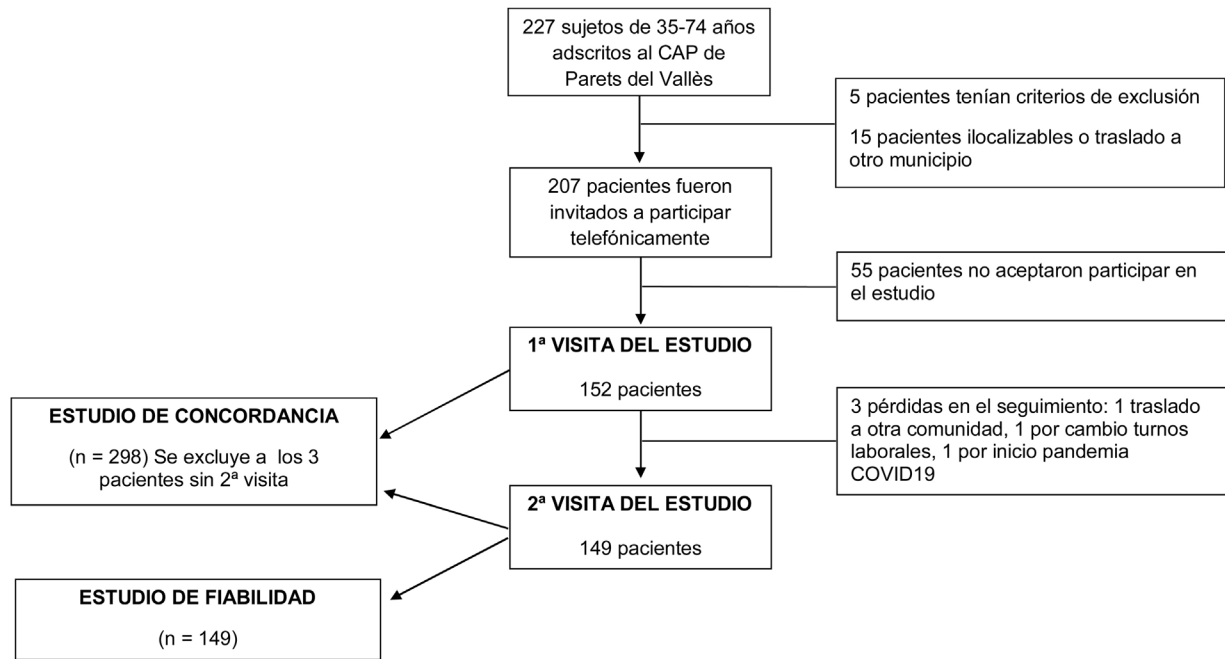 227 sujetos de 35-74 años
adscritos al CAP de
Parets del Vallès
5 pacientes tenían criterios de exclusión
15 pacientes ilocalizables o traslado a
otro municipio
207 pacientes fueron
invitados a participar
telefónicamente
55 pacientes no aceptaron participar en
el estudio
1ª VISITA DEL ESTUDIO
152 pacientes
3 pérdidas en el seguimiento: 1 traslado
a otra comunidad, 1 por cambio turnos
laborales, 1 por inicio pandemia
COVID19
ESTUDIO DE CONCORDANCIA
(n = 298) Se excluye a los 3
pacientes sin 2ª visita
2ª VISITA DEL ESTUDIO
149 pacientes
ESTUDIO DE FIABILIDAD
(n = 149)